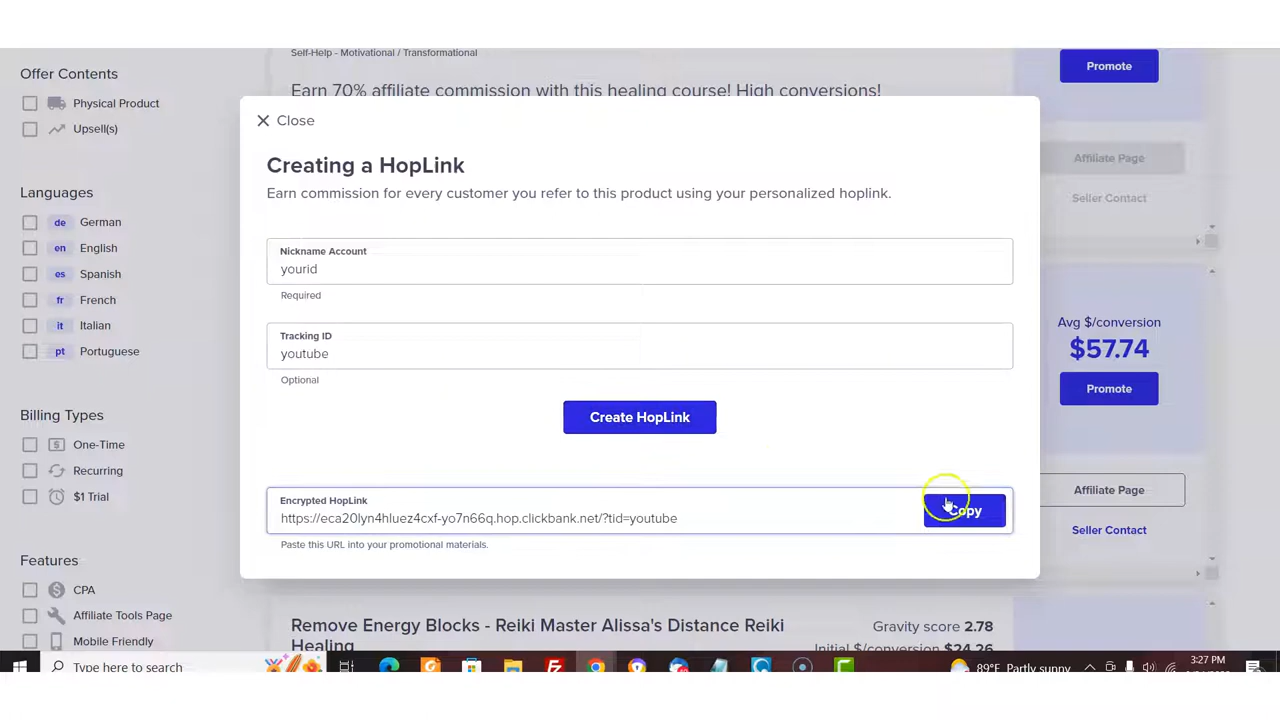 Self-Help - Motivational / Transformational
Offer Contents
Promote
Physical Product
Earn 70% affiliate commission with this healing course! High conversions!
Upsell(s)
Close
Creating a HopLink
Earn commission for every customer you refer to this product using your personalized hoplink.
Affiliate Page
Seller Contact
Languages
de German
en English
es Spanish
fr French
it Italian
pt Portuguese
Nickname Account
yourid
Required
Tracking ID
youtube
Optional
Create HopLink
Avg $/conversion
$57.74
Promote
Billing Types
One-Time
Recurring
$1 Trial
Encrypted HopLink
https://eca20lyn4hluez4cxf-yo7n66q.hop.clickbank.net/?tid=youtube
Copy
Paste this URL into your promotional materials.
Affiliate Page
Seller Contact
Features
CPA
Affiliate Tools Page
Mobile Friendly
Remove Energy Blocks - Reiki Master Alissa's Distance Reiki
Healing
Gravity score 2.78
Initial $/conversion $24.26
Type here to search
89°F Partly sunny
3:27 PM